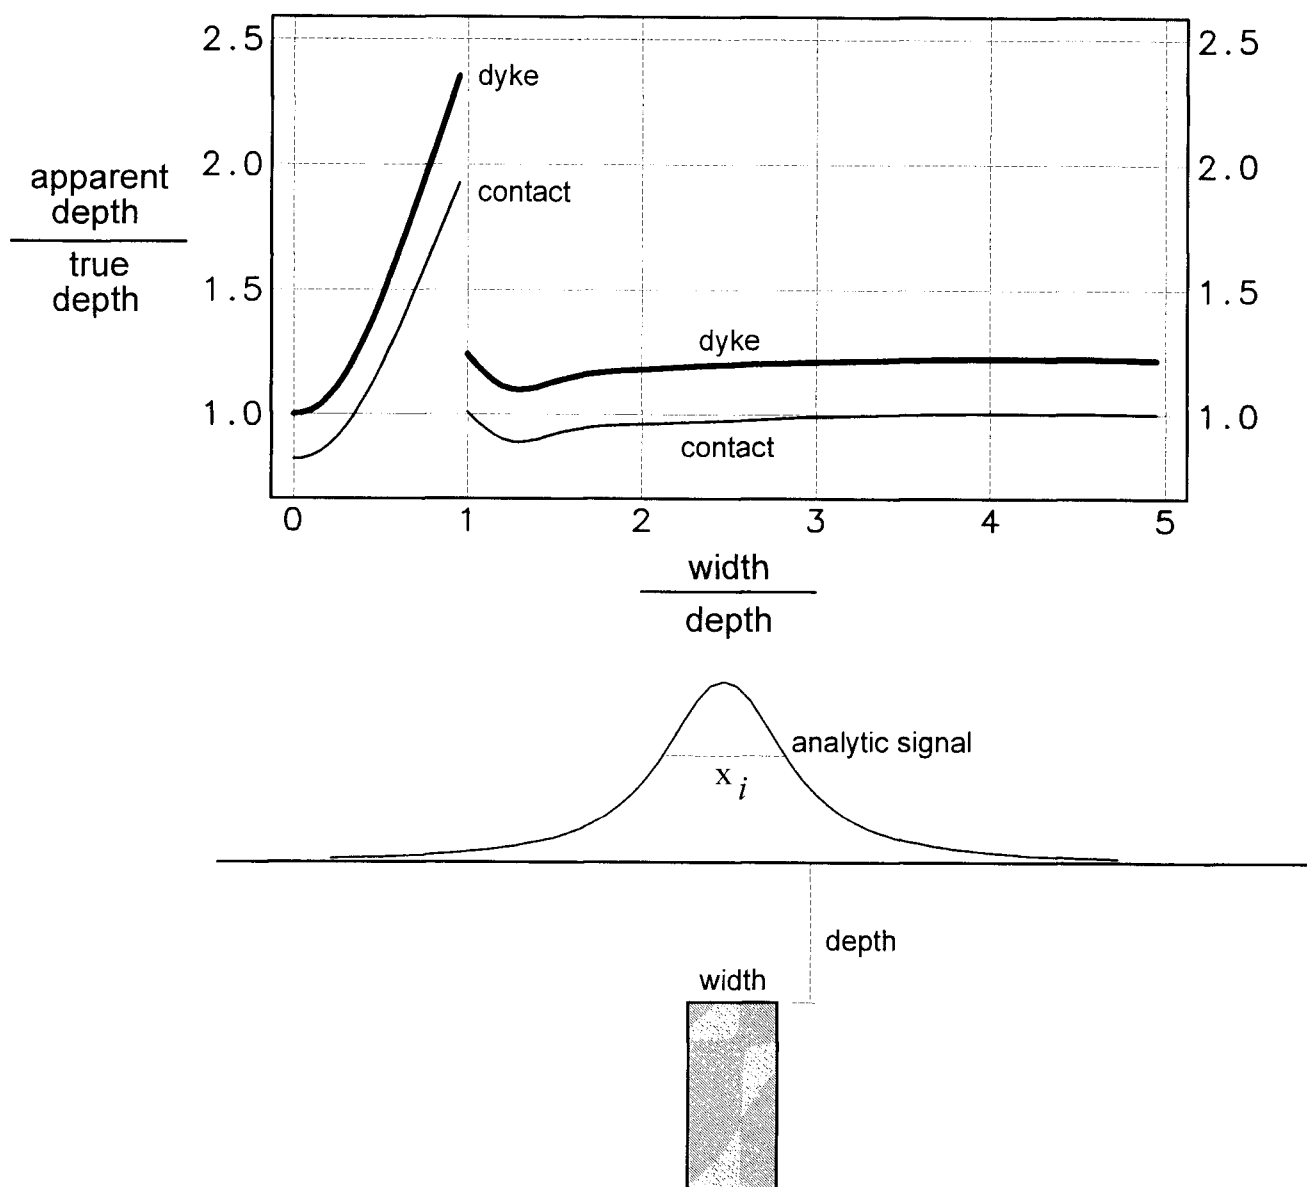 2.5
2.5
dyke
2.0
2.0
apparent
depth
contact
true
depth
1.5
1.5
dyke
1.0
1.0
contact
0
1
2
3
4
5
width
depth
analytic signal
x i
depth
width